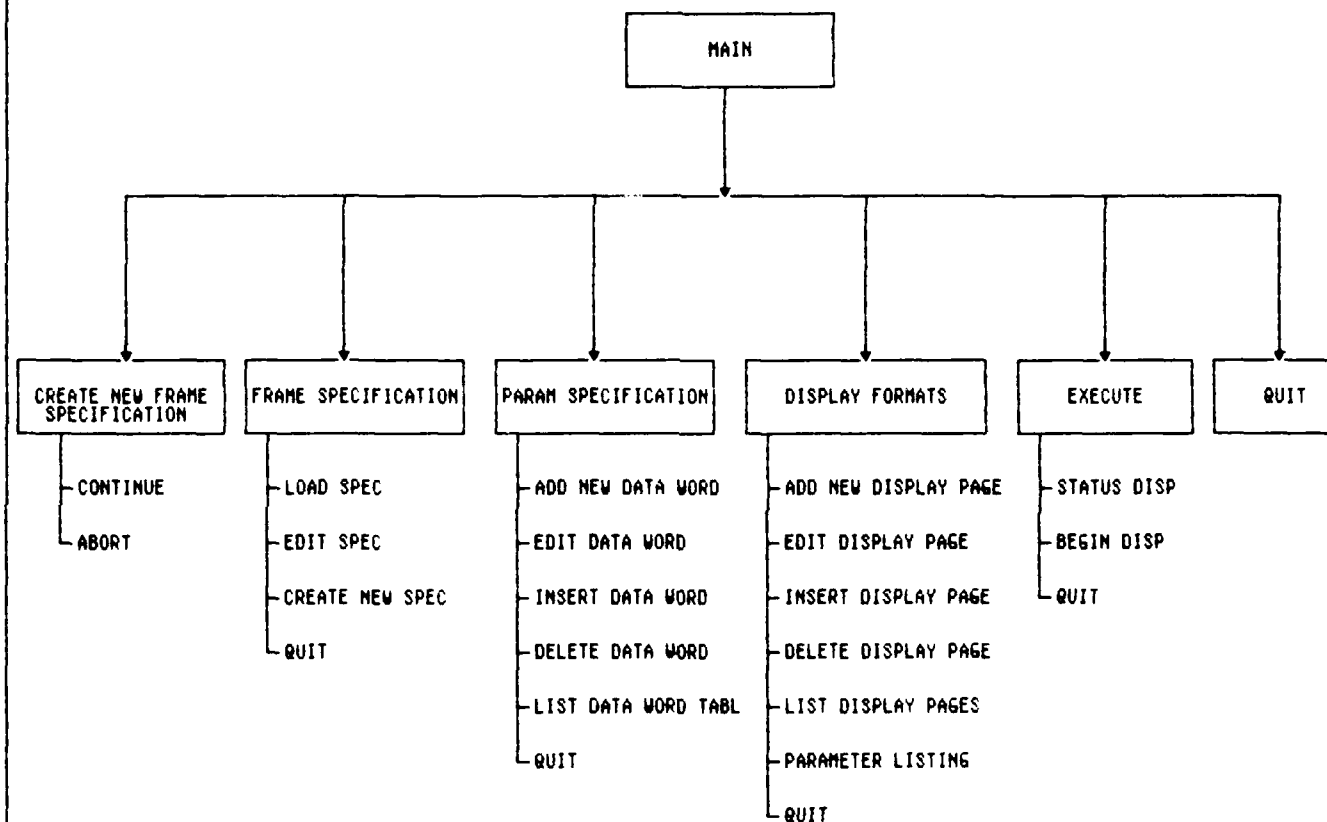 MAIN
CREATE NEW FRAME
SPECIFICATION
CONTINUE
ABORT
FRAME SPECIFICATION
LOAD SPEC
EDIT SPEC
CREATE NEW SPEC
QUIT
PARAM SPECIFICATION
ADD NEW DATA WORD
EDIT DATA WORD
INSERT DATA WORD
DELETE DATA WORD
LIST DATA WORD TABL
QUIT
DISPLAY FORMATS
ADD NEW DISPLAY PAGE
EDIT DISPLAY PAGE
INSERT DISPLAY PAGE
DELETE DISPLAY PAGE
LIST DISPLAY PAGES
PARAMETER LISTING
QUIT
EXECUTE
STATUS DISP
BEGIN DISP
QUIT
QUIT